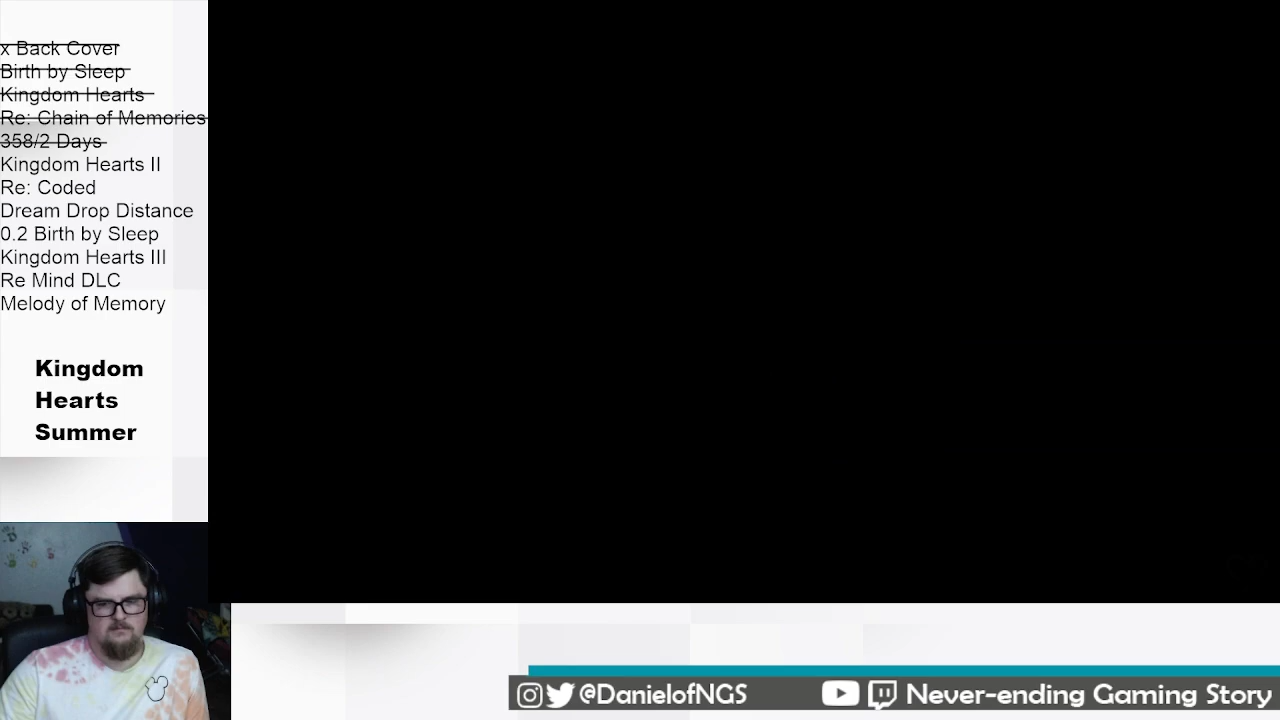 x Back Cover
Birth by Sleep
Kingdom Hearts
Re: Chain of Memories
358/2 Days
Kingdom Hearts II
Re: Coded
Dream Drop Distance
0.2 Birth by Sleep
Kingdom Hearts III
Re Mind DLC
Melody of Memory
Kingdom
Hearts
Summer
@DanielofNGS Never-ending Gaming Story